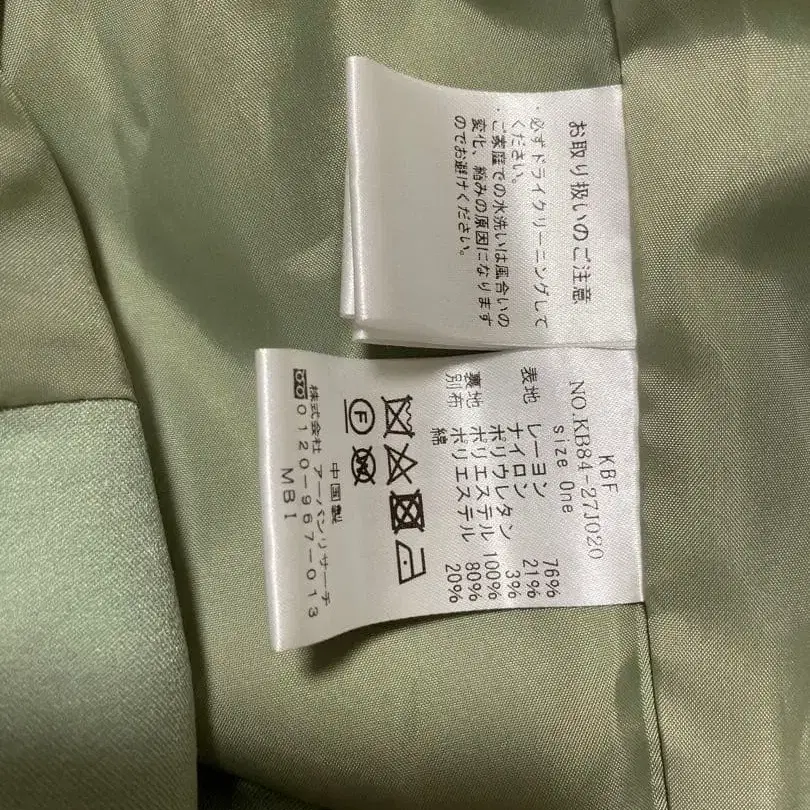 お取り扱いのご注意
・必ずドライクリーニングして
ください。
・ご家庭での水洗いは風合いの
変化、縮みの原因になります
のでお避けください。
KBF
NO.KB84-27J020
size One
表地 レーヨン 76%
ナイロン 21%
ポリウレタン 3%
裏地 ポリエステル 100%
別布 ポリエステル 80%
綿 20%
F W
中国製
株式会社 アーバンリサーチ
0120-967-013
MBI